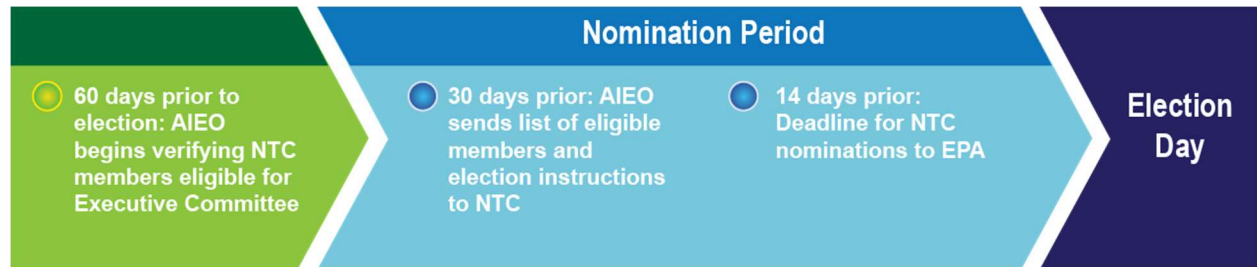 Nomination Period
60 days prior to
election: AIEO
begins verifying NTC
members eligible for
Executive Committee
30 days prior: AIEO
sends list of eligible
members and
election instructions
to NTC
14 days prior:
Deadline for NTC
nominations to EPA
Election
Day